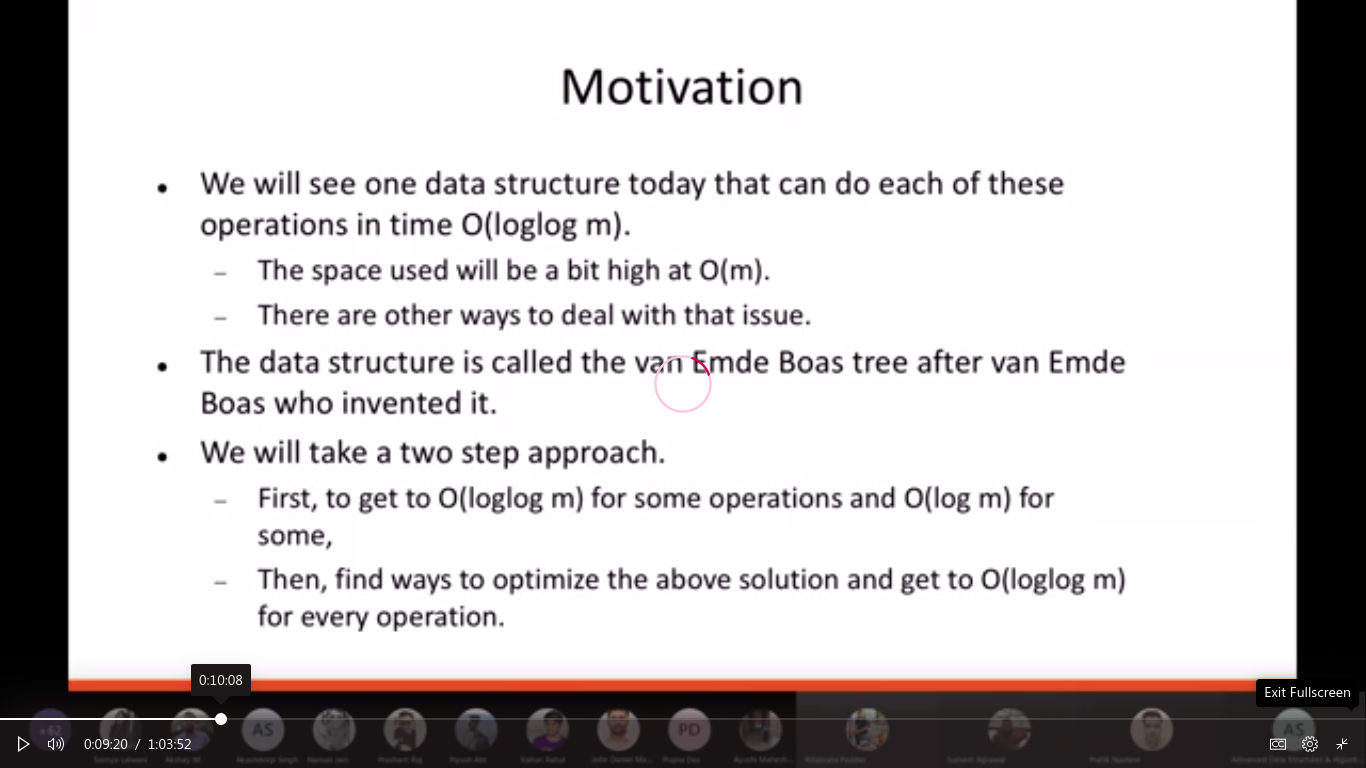 Motivation
• We will see one data structure today that can do each of these
operations in time O(loglog m).
– The space used will be a bit high at O(m).
– There are other ways to deal with that issue.
• The data structure is called the van Emde Boas tree after van Emde
Boas who invented it.
• We will take a two step approach.
– First, to get to O(loglog m) for some operations and O(log m) for
some,
– Then, find ways to optimize the above solution and get to O(loglog m)
for every operation.
0:10:08
Exit Fullscreen
+62
AS
PD
AS
0:09:20 / 1:03:52
CC